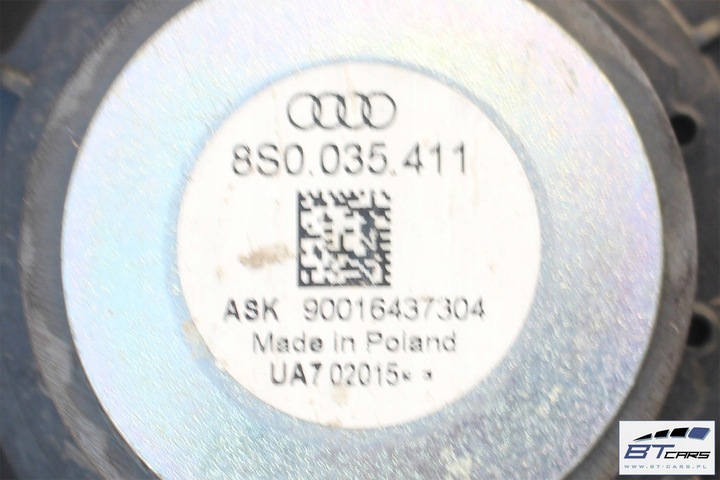 8S0.035.411
ASK 90016437304
Made in Poland
UA7 02015
BT CARS
WWW.BT-CARS.PL